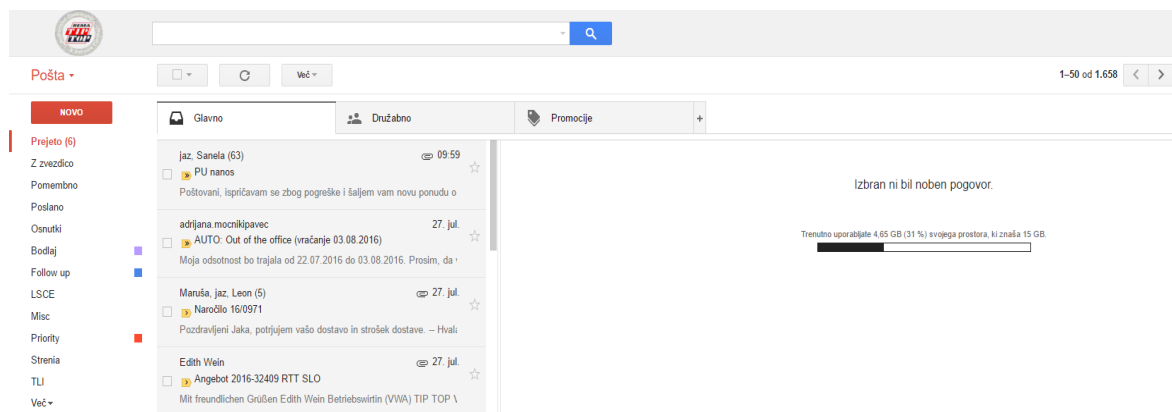 REMA
TIP
TOP
Pošta
Več
1–50 od 1.658
NOVO
Glavno
Družabno
Promocije
+
Prejeto (6)
Z zvezdico
Pomembno
Poslano
Osnutki
Bodlaj
Follow up
LSCE
Misc
Priority
Strenia
TLI
Več
jaz, Sanela (63) 09:59
PU nanos
Poštovani, ispričavam se zbog pogreške i šaljem vam novu ponudu o
adrijana.mocnikipavec 27. jul.
AUTO: Out of the office (vračanje 03.08.2016)
Moja odsotnost bo trajala od 22.07.2016 do 03.08.2016. Prosim, da
Maruša, jaz, Leon (5) 27. jul.
Naročilo 16/0971
Pozdravljeni Jaka, potrjujem vašo dostavo in strošek dostave. – Hvala
Edith Wein 27. jul.
Angebot 2016-32409 RTT SLO
Mit freundlichen Grüßen Edith Wein Betriebswirtin (VWA) TIP TOP
Izbran ni bil noben pogovor.
Trenutno uporabljate 4,65 GB (31 %) svojega prostora, ki znaša 15 GB.